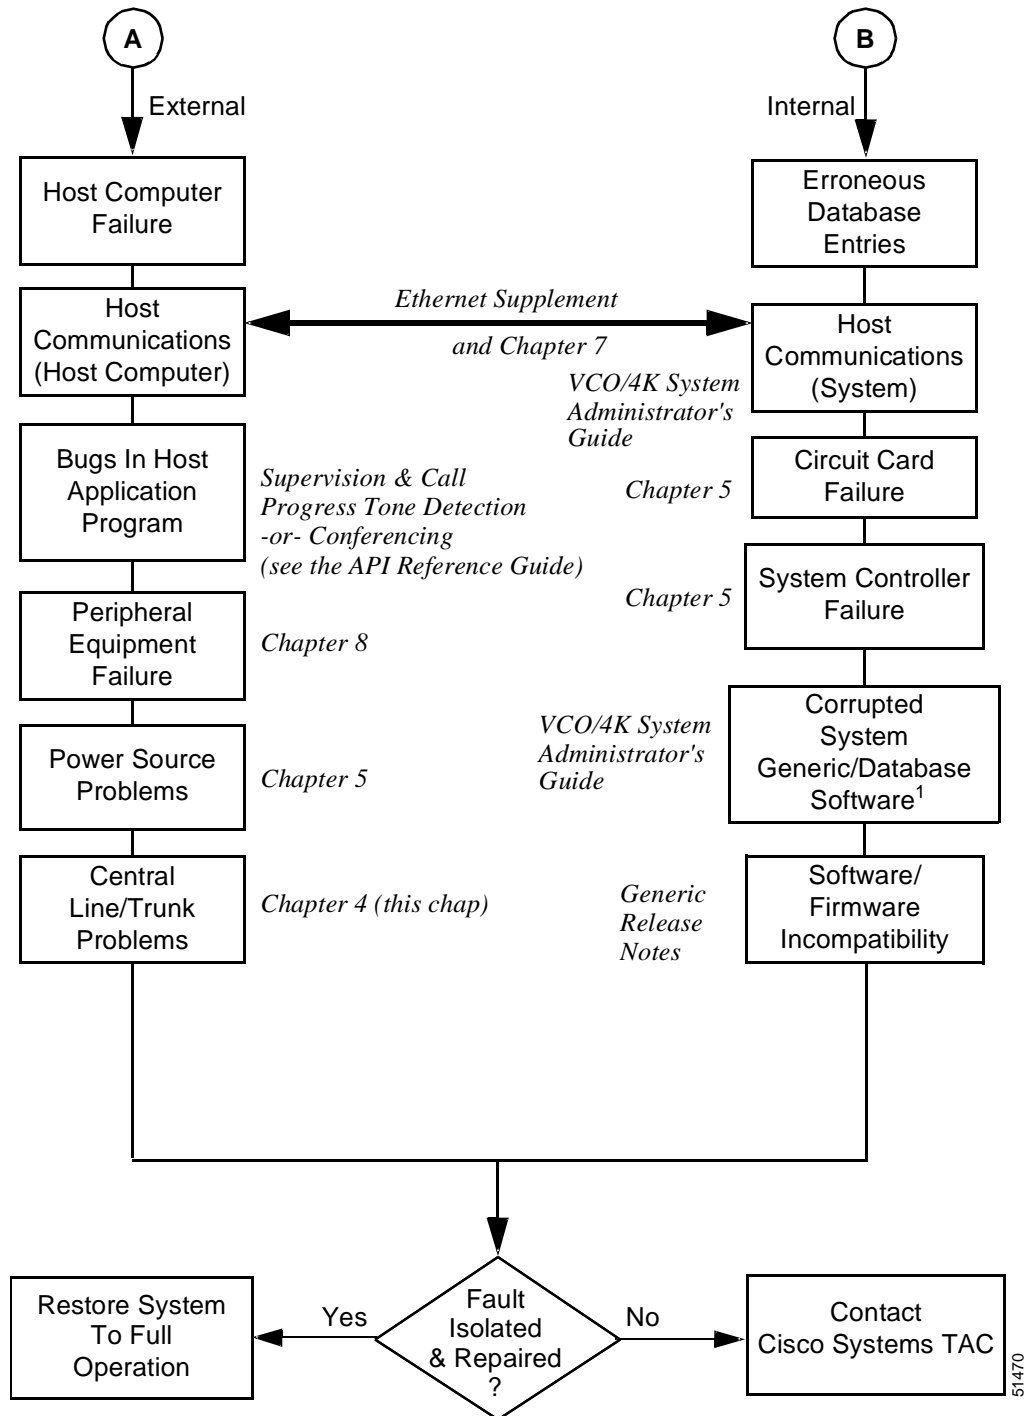 A
B
External
Internal
Host Computer
Failure
Erroneous
Database
Entries
Host
Communications
(Host Computer)
Ethernet Supplement
and Chapter 7
Host
Communications
(System)
VCO/4K System
Administrator's
Guide
Bugs In Host
Application
Program
Supervision & Call
Progress Tone Detection
-or- Conferencing
(see the API Reference Guide)
Chapter 5
Circuit Card
Failure
Chapter 5
System Controller
Failure
Peripheral
Equipment
Failure
Chapter 8
VCO/4K System
Administrator's
Guide
Corrupted
System
Generic/Database
Software1
Power Source
Problems
Chapter 5
Central
Line/Trunk
Problems
Chapter 4 (this chap)
Generic
Release
Notes
Software/
Firmware
Incompatibility
Restore System
To Full
Operation
Yes
Fault
Isolated
& Repaired
?
No
Contact
Cisco Systems TAC
51470